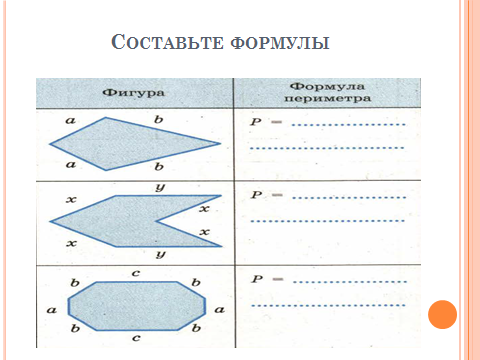 СОСТАВЬТЕ ФОРМУЛЫ
Фигура
Формула
периметра
a b
a b
P = ........................
........................
y
x x
x x
y
P = ........................
........................
c
b b
a a
b b
c
P = ........................
........................